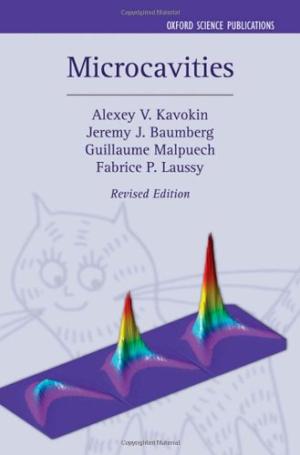 OXFORD SCIENCE PUBLICATIONS
Microcavities
Alexey V. Kavokin
Jeremy J. Baumberg
Guillaume Malpuech
Fabrice P. Laussy
Revised Edition